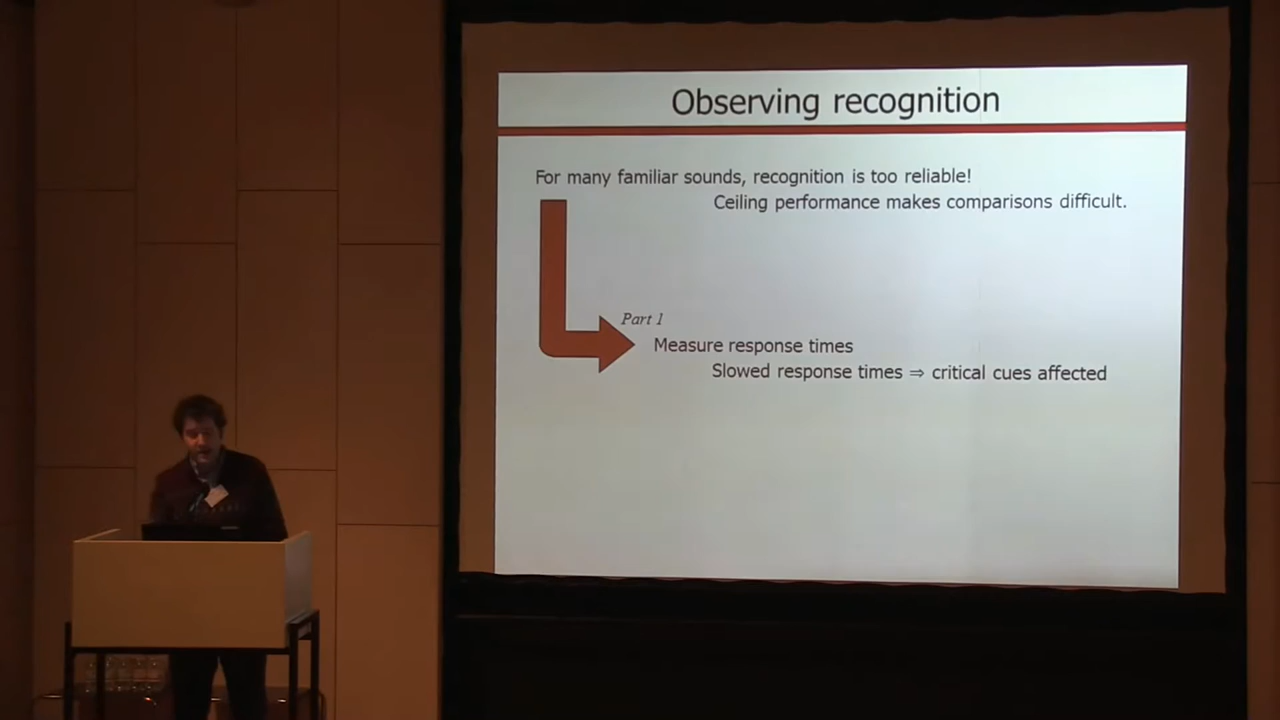 Observing recognition
For many familiar sounds, recognition is too reliable!
Ceiling performance makes comparisons difficult.
Part 1
Measure response times
Slowed response times ⇒ critical cues affected